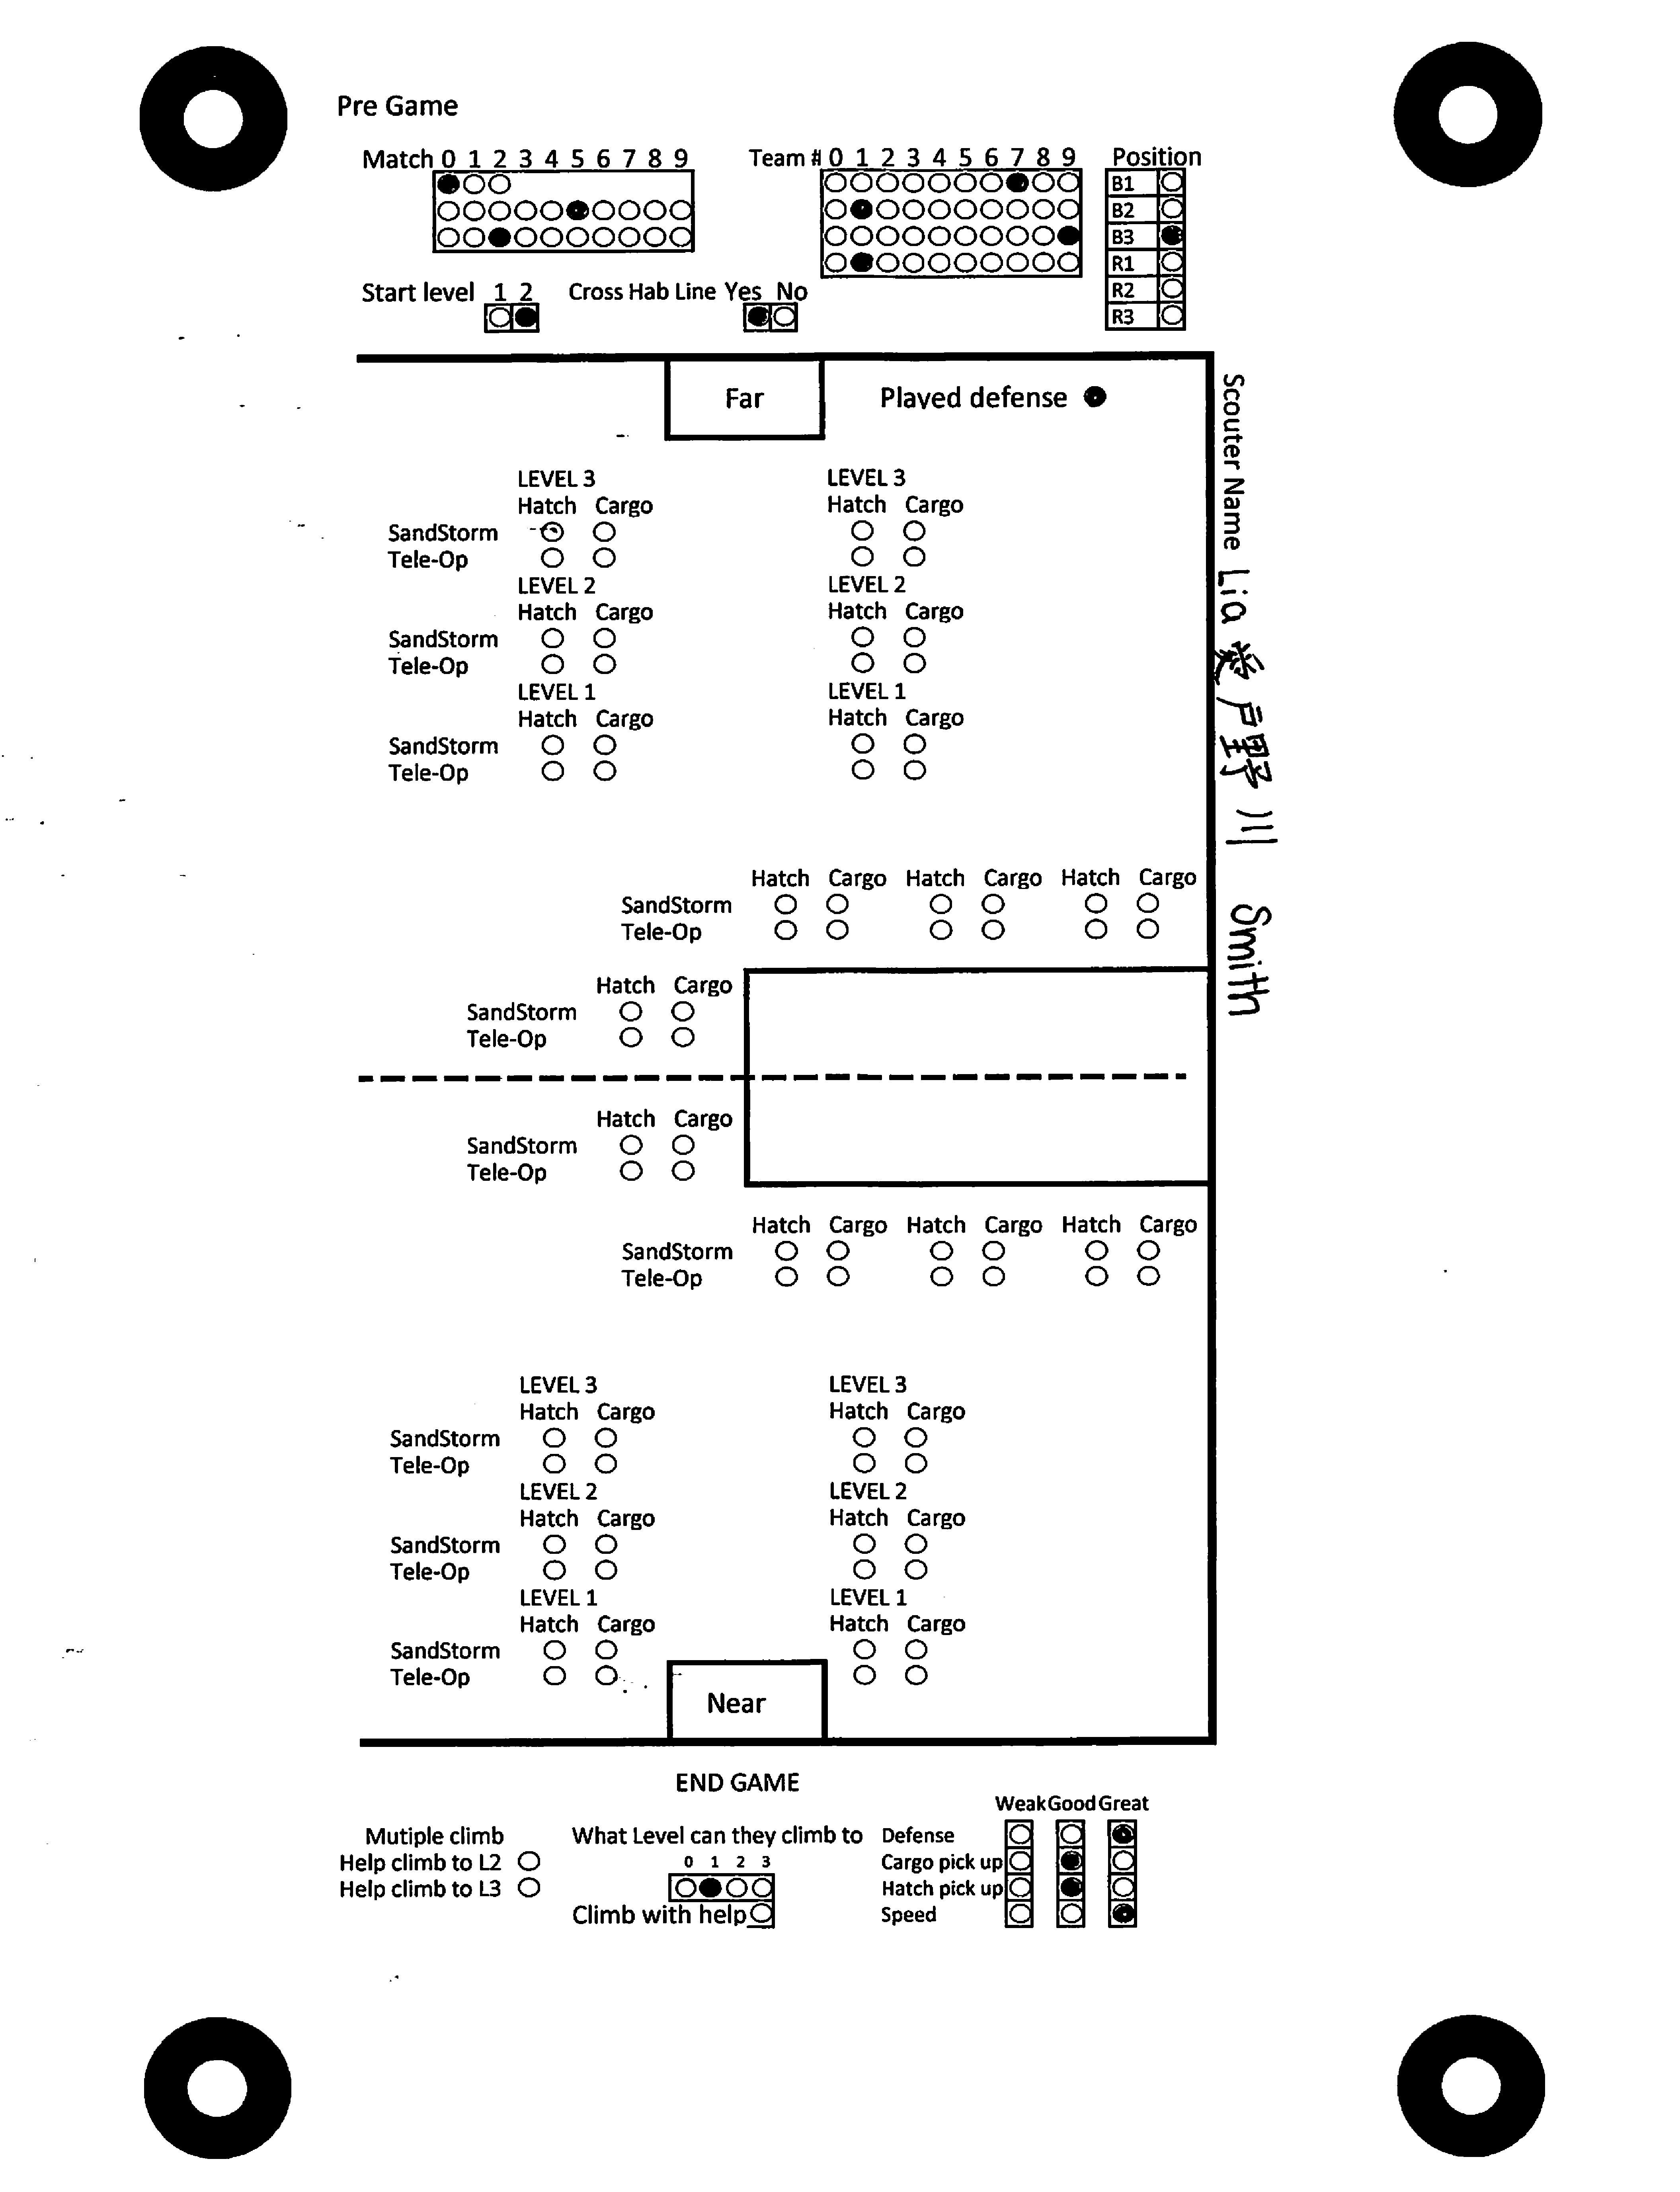 Pre Game
Match 0 1 2 3 4 5 6 7 8 9
Team # 0 1 2 3 4 5 6 7 8 9
Position
B1
B2
B3
R1
R2
R3
Start level 1 2
Cross Hab Line Yes No
Far
Played defense
Scouter Name Lia 愛 戸野 川 Smith
LEVEL 3 LEVEL 3
Hatch Cargo Hatch Cargo
SandStorm
Tele-Op
LEVEL 2 LEVEL 2
Hatch Cargo Hatch Cargo
SandStorm
Tele-Op
LEVEL 1 LEVEL 1
Hatch Cargo Hatch Cargo
SandStorm
Tele-Op
Hatch Cargo Hatch Cargo Hatch Cargo
SandStorm
Tele-Op
Hatch Cargo
SandStorm
Tele-Op
Hatch Cargo
SandStorm
Tele-Op
Hatch Cargo Hatch Cargo Hatch Cargo
SandStorm
Tele-Op
LEVEL 3 LEVEL 3
Hatch Cargo Hatch Cargo
SandStorm
Tele-Op
LEVEL 2 LEVEL 2
Hatch Cargo Hatch Cargo
SandStorm
Tele-Op
LEVEL 1 LEVEL 1
Hatch Cargo Hatch Cargo
SandStorm
Tele-Op
Near
END GAME
Mutiple climb
Help climb to L2
Help climb to L3
What Level can they climb to
0 1 2 3
Climb with help
Weak Good Great
Defense
Cargo pick up
Hatch pick up
Speed